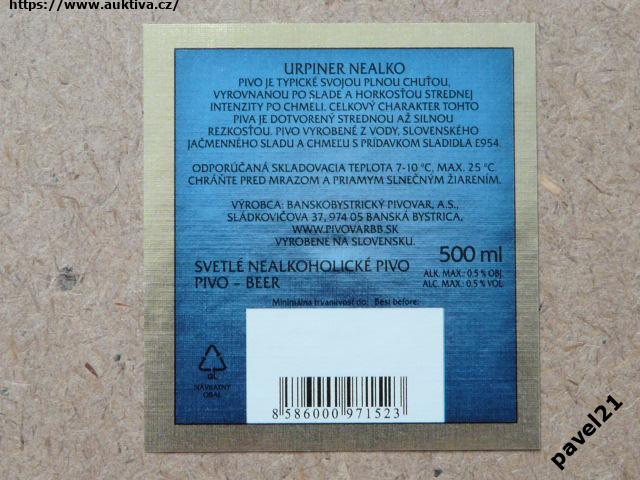 https://www.auktiva.cz/
URPINER NEALKO
PIVO JE TYPICKÉ SVOJOU PLNOU CHUŤOU,
VYROVNANOU PO SLADE A HORKOSŤOU STREDNEJ
INTENZITY PO CHMELI. CELKOVÝ CHARAKTER TOHTO
PIVA JE DOTVORENÝ STREDNOU AŽ SILNOU
REZKOSŤOU. PIVO VYROBENÉ Z VODY, SLOVENSKÉHO
JAČMENNÉHO SLADU A CHMEĽU S PRÍDAVKOM SLADIDLA E954.
ODPORÚČANÁ SKLADOVACIA TEPLOTA 7-10 °C, MAX. 25 °C.
CHRÁŇTE PRED MRAZOM A PRIAMYM SLNEČNÝM ŽIARENÍM.
VÝROBCA: BANSKOBYSTRICKÝ PIVOVAR, A.S.,
SLÁDKOVIČOVA 37, 974 05 BANSKÁ BYSTRICA,
WWW.PIVOVARBB.SK
VYROBENÉ NA SLOVENSKU.
500 ml
SVETLÉ NEALKOHOLICKÉ PIVO
PIVO – BEER
ALK. MAX.: 0.5 % OBJ.
ALC. MAX.: 0.5 % VOL.
Minimálna trvanlivosť do: Best before:
GL
NÁVRATNÝ
OBAL
8 586000 971523
pavel21